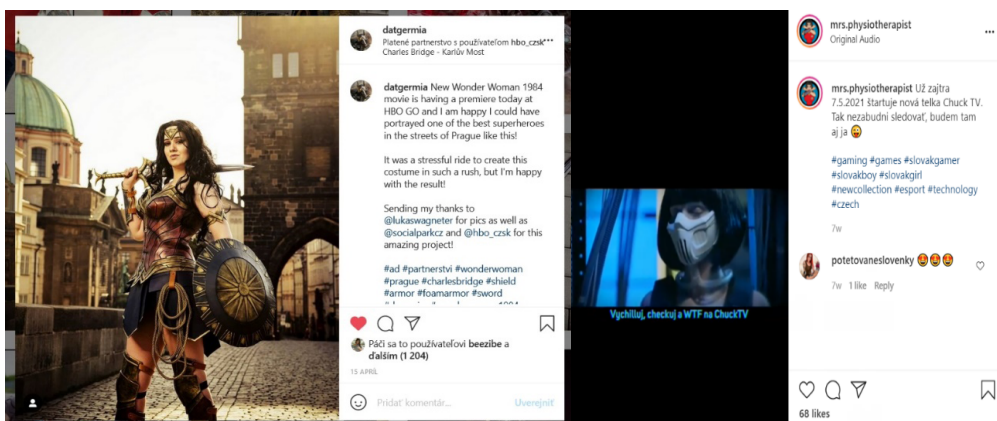 datgermia
Platené partnerstvo s používateľom hbo_czsk
Charles Bridge - Karlův Most
datgermia New Wonder Woman 1984
movie is having a premiere today at
HBO GO and I am happy I could have
portrayed one of the best superheroes
in the streets of Prague like this!
It was a stressful ride to create this
costume in such a rush, but I'm happy
with the result!
Sending my thanks to
@lukaswagneter for pics as well as
@socialparkcz and @hbo_czsk for this
amazing project!
#ad #partnerstvi #wonderwoman
#prague #charlesbridge #shield
#armor #foamarmor #sword
Páči sa to používateľovi beezibe a
ďalším (1 204)
15 APRÍL
Pridať komentár...
Uverejniť
Vychilluj, checkuj a WTF na ChuckTV
mrs.physiotherapist
Original Audio
mrs.physiotherapist Už zajtra
7.5.2021 štartuje nová telka Chuck TV.
Tak nezabudni sledovať, budem tam
aj ja 😜
#gaming #games #slovakgamer
#slovakboy #slovakgirl
#newcollection #esport #technology
#czech
7w
potetovaneslovenky 😍😍😍
7w 1 like Reply
68 likes